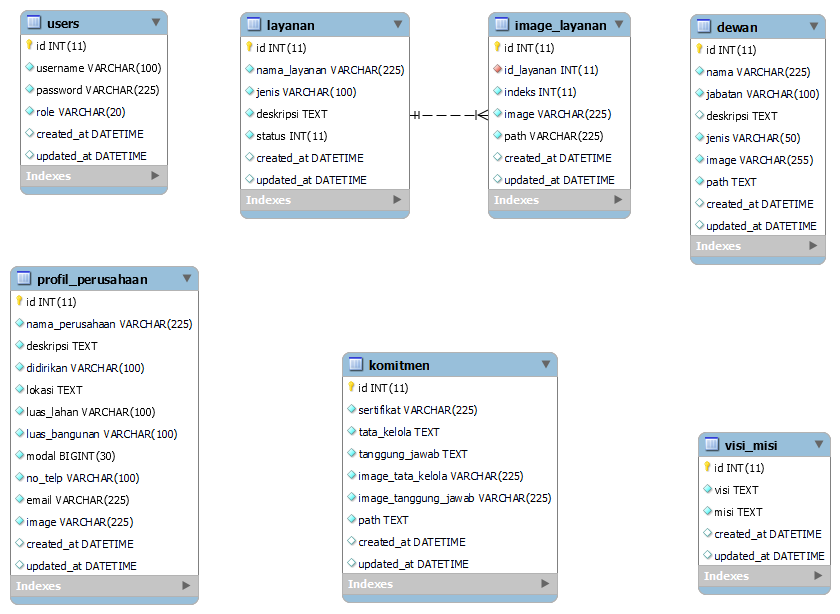 users
id INT(11)
username VARCHAR(100)
password VARCHAR(225)
role VARCHAR(20)
created_at DATETIME
updated_at DATETIME
Indexes
layanan
id INT(11)
nama_layanan VARCHAR(225)
jenis VARCHAR(100)
deskripsi TEXT
status INT(11)
created_at DATETIME
updated_at DATETIME
Indexes
image_layanan
id INT(11)
id_layanan INT(11)
indeks INT(11)
image VARCHAR(225)
path VARCHAR(225)
created_at DATETIME
updated_at DATETIME
Indexes
dewan
id INT(11)
nama VARCHAR(225)
jabatan VARCHAR(100)
deskripsi TEXT
jenis VARCHAR(50)
image VARCHAR(255)
path TEXT
created_at DATETIME
updated_at DATETIME
Indexes
profil_perusahaan
id INT(11)
nama_perusahaan VARCHAR(225)
deskripsi TEXT
didirikan VARCHAR(100)
lokasi TEXT
luas_lahan VARCHAR(100)
luas_bangunan VARCHAR(100)
modal BIGINT(30)
no_telp VARCHAR(100)
email VARCHAR(225)
image VARCHAR(225)
created_at DATETIME
updated_at DATETIME
Indexes
komitmen
id INT(11)
sertifikat VARCHAR(225)
tata_kelola TEXT
tanggung_jawab TEXT
image_tata_kelola VARCHAR(225)
image_tanggung_jawab VARCHAR(225)
path TEXT
created_at DATETIME
updated_at DATETIME
Indexes
visi_misi
id INT(11)
visi TEXT
misi TEXT
created_at DATETIME
updated_at DATETIME
Indexes